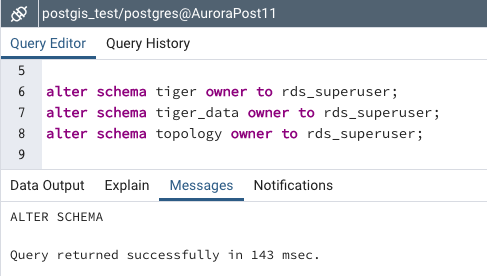 postgis_test/postgres@AuroraPost11
Query Editor Query History
5
6 alter schema tiger owner to rds_superuser;
7 alter schema tiger_data owner to rds_superuser;
8 alter schema topology owner to rds_superuser;
9
Data Output Explain Messages Notifications
ALTER SCHEMA
Query returned successfully in 143 msec.